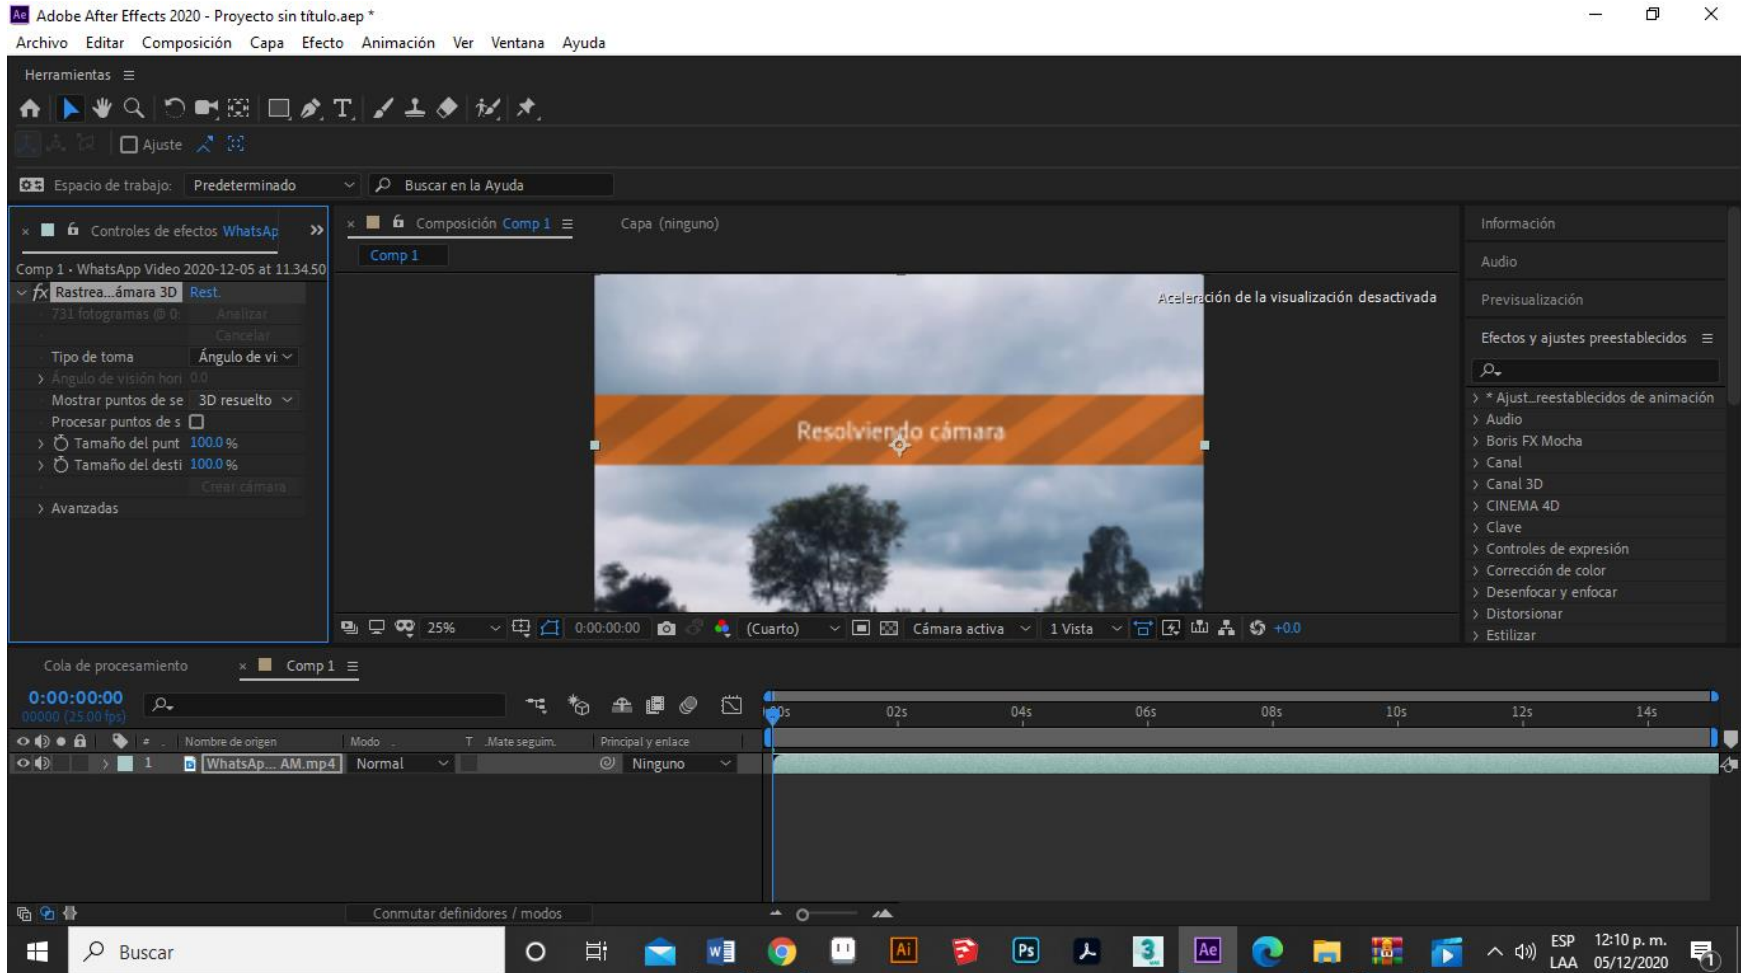 Adobe After Effects 2020 - Proyecto sin título.aep *
Archivo Editar Composición Capa Efecto Animación Ver Ventana Ayuda
Herramientas
Ajuste
Espacio de trabajo: Predeterminado Buscar en la Ayuda
Controles de efectos WhatsAp
Comp 1 • WhatsApp Video 2020-12-05 at 11.34.50
fx Rastrea...ámara 3D Rest.
731 fotogramas @ 0: Analizar
Cancelar
Tipo de toma Ángulo de vi:
Ángulo de visión hori 0.0
Mostrar puntos de se 3D resuelto
Procesar puntos de s
Tamaño del punt 100.0 %
Tamaño del desti 100.0 %
Crear cámara
Avanzadas
Composición Comp 1 Capa (ninguno)
Comp 1
Aceleración de la visualización desactivada
Resolviendo cámara
25% 0:00:00:00 (Cuarto) Cámara activa 1 Vista +0.0
Información
Audio
Previsualización
Efectos y ajustes preestablecidos
* Ajust_reestablecidos de animación
Audio
Boris FX Mocha
Canal
Canal 3D
CINEMA 4D
Clave
Controles de expresión
Corrección de color
Desenfocar y enfocar
Distorsionar
Estilizar
Cola de procesamiento Comp 1
0:00:00:00
00000 (25.00 fps)
02s 04s 06s 08s 10s 12s 14s
# Nombre de origen Modo T .Mate seguim. Principal y enlace
1 WhatsAp... AM.mp4 Normal Ninguno
Conmutar definidores / modos
Buscar
W Ai Ps 3 Ae
ESP 12:10 p. m.
LAA 05/12/2020
1